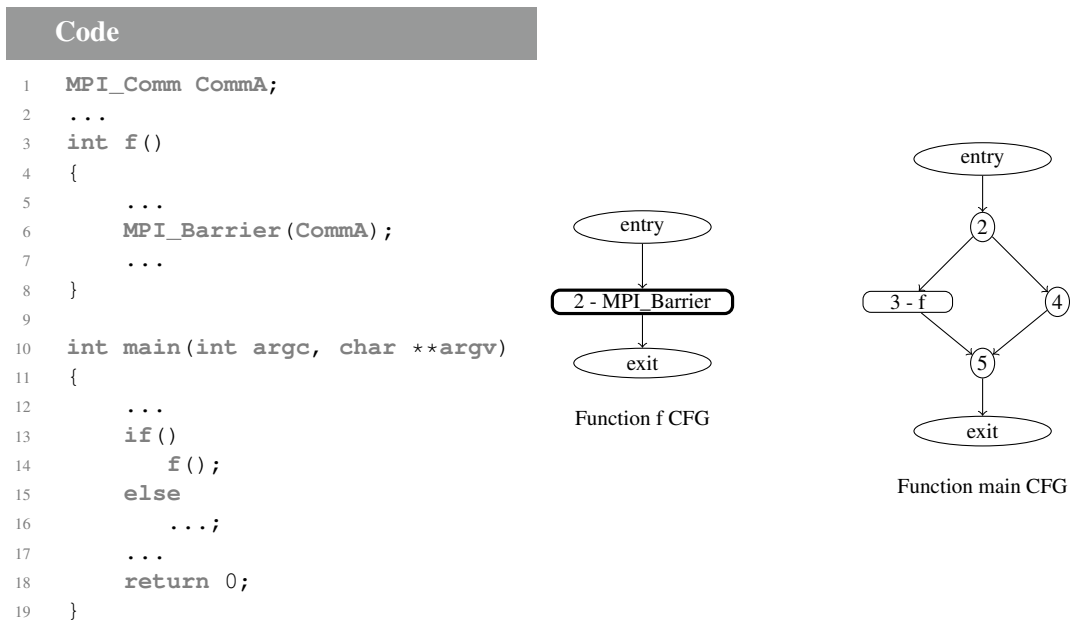 Code
1 MPI_Comm CommA;
2 ...
3 int f()
4 {
5 ...
6 MPI_Barrier(CommA);
7 ...
8 }
9
10 int main(int argc, char **argv)
11 {
12 ...
13 if()
14 f();
15 else
16 ...;
17 ...
18 return 0;
19 }
entry
2 - MPI_Barrier
exit
Function f CFG
entry
2
3 - f
4
5
exit
Function main CFG